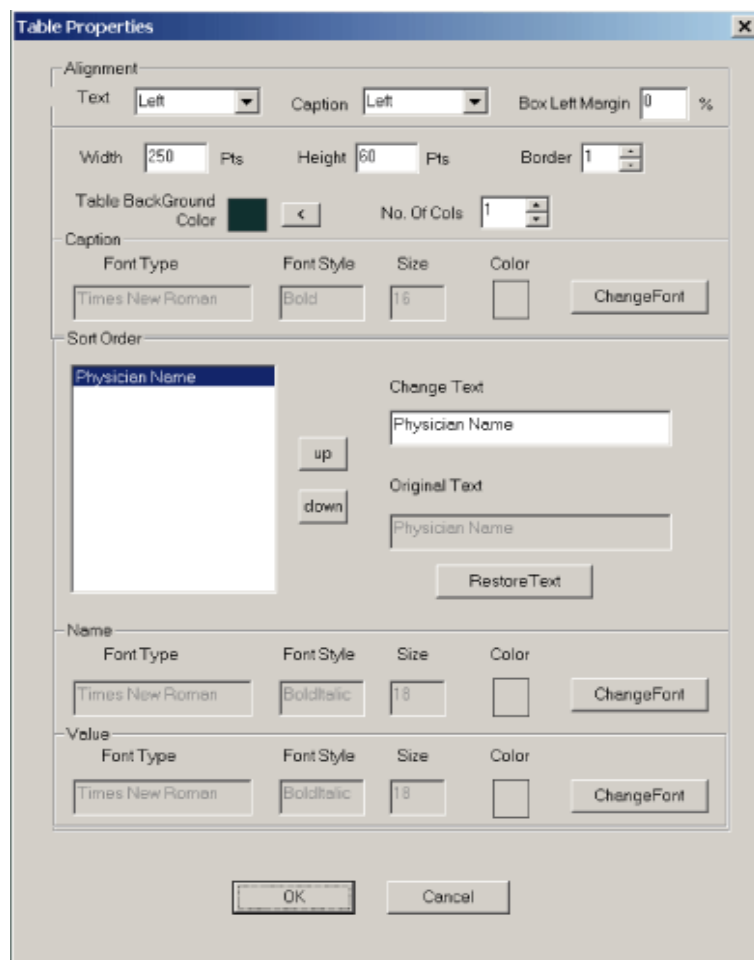 Table Properties
Alignment
Text Left Caption Left Box Left Margin 0 %
Width 250 Pts Height 60 Pts Border 1
Table BackGround Color < No. Of Cols 1
Caption
Font Type Font Style Size Color
Times New Roman Bold 16 ChangeFont
Sort Order
Physician Name
Change Text
Physician Name
up
Original Text
down
Physician Name
RestoreText
Name
Font Type Font Style Size Color
Times New Roman BoldItalic 18 ChangeFont
Value
Font Type Font Style Size Color
Times New Roman BoldItalic 18 ChangeFont
OK Cancel